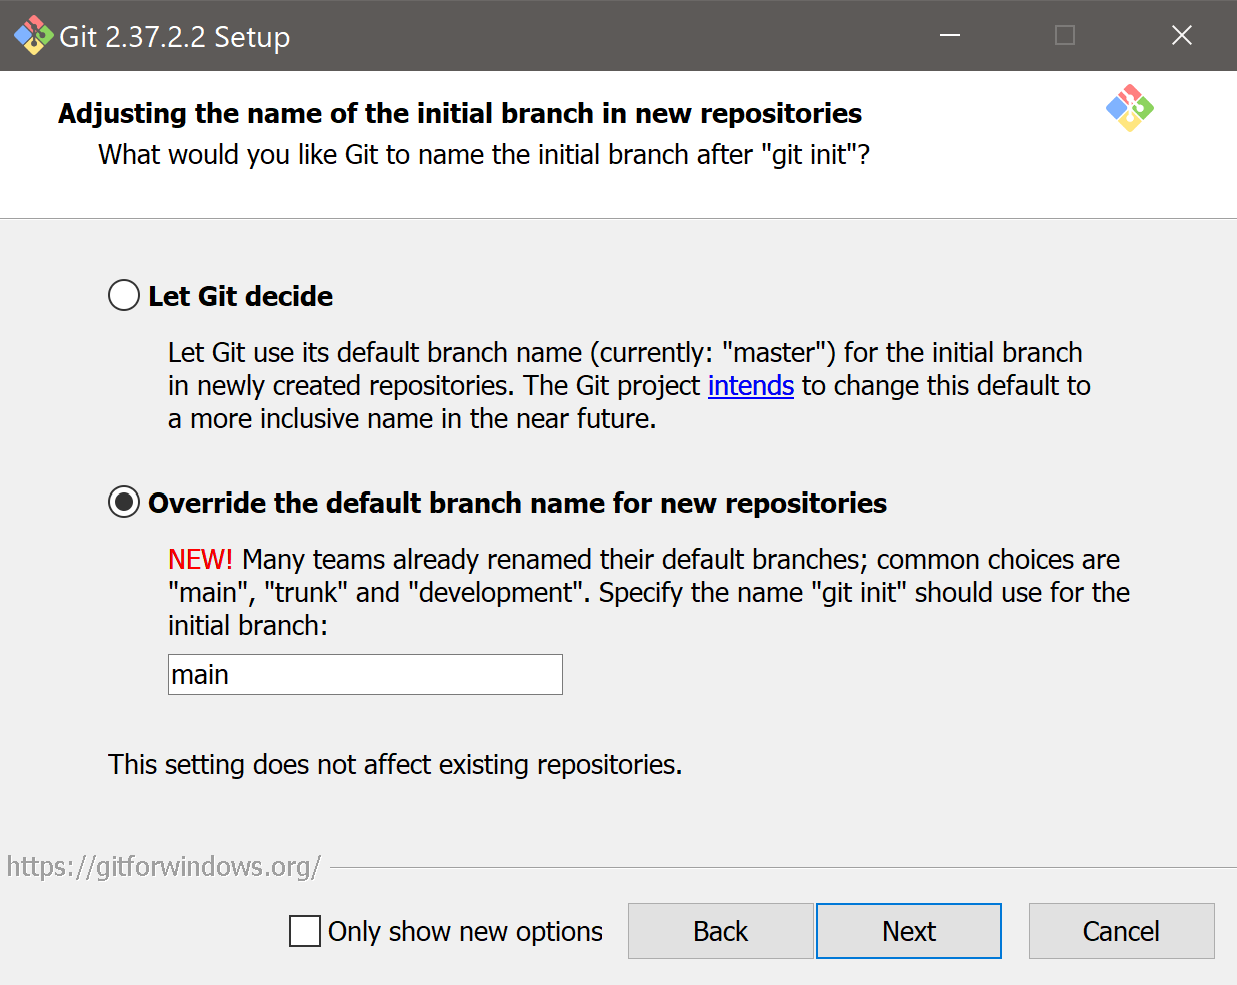 Git 2.37.2.2 Setup
Adjusting the name of the initial branch in new repositories
What would you like Git to name the initial branch after "git init"?
Let Git decide
Let Git use its default branch name (currently: "master") for the initial branch
in newly created repositories. The Git project intends to change this default to
a more inclusive name in the near future.
Override the default branch name for new repositories
NEW! Many teams already renamed their default branches; common choices are
"main", "trunk" and "development". Specify the name "git init" should use for the
initial branch:
main
This setting does not affect existing repositories.
https://gitforwindows.org/
Only show new options
Back
Next
Cancel